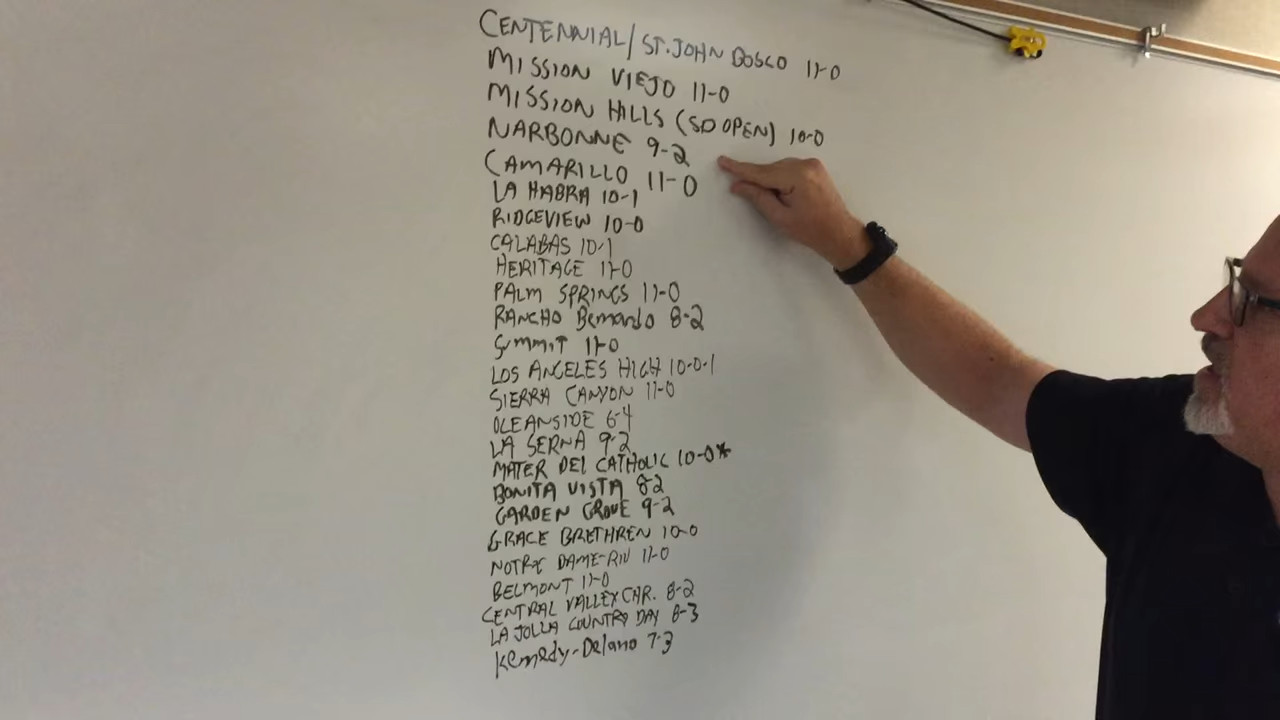 CENTENNIAL/ST.JOHN BOSCO 11-0
MISSION VIEJO 11-0
MISSION HILLS (SD OPEN) 10-0
NARBONNE 9-2
CAMARILLO 11-0
LA HABRA 10-1
RIDGEVIEW 10-0
CALABAS 10-1
HERITAGE 11-0
PALM SPRINGS 11-0
RANCHO Bernardo 8-2
Summit 11-0
LOS ANGELES HIGH 10-0-1
SIERRA CANYON 11-0
OCEANSIDE 6-4
LA SERNA 9-2
MATER DEI CATHOLIC 10-0*
BONITA VISTA 8-2
GARDEN GROVE 9-2
GRACE BRETHREN 10-0
NOTRE DAME-RIV 11-0
BELMONT 11-0
CENTRAL VALLEY CHR. 8-2
LA JOLLA COUNTRY DAY 8-3
Kennedy-Delano 7-3